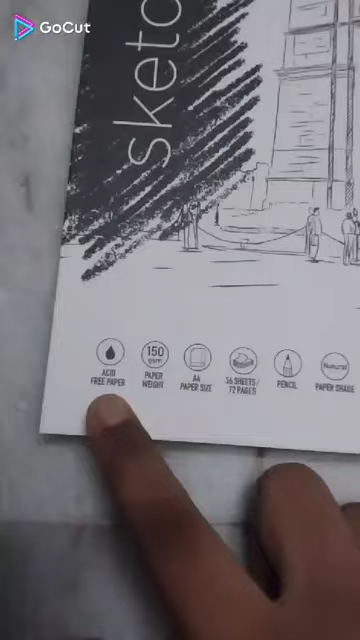 GoCut
sketc
ACID
FREE PAPER
150
gsm
PAPER
WEIGHT
A4
PAPER SIZE
36 SHEETS /
72 PAGES
PENCIL
Natural
PAPER SHADE